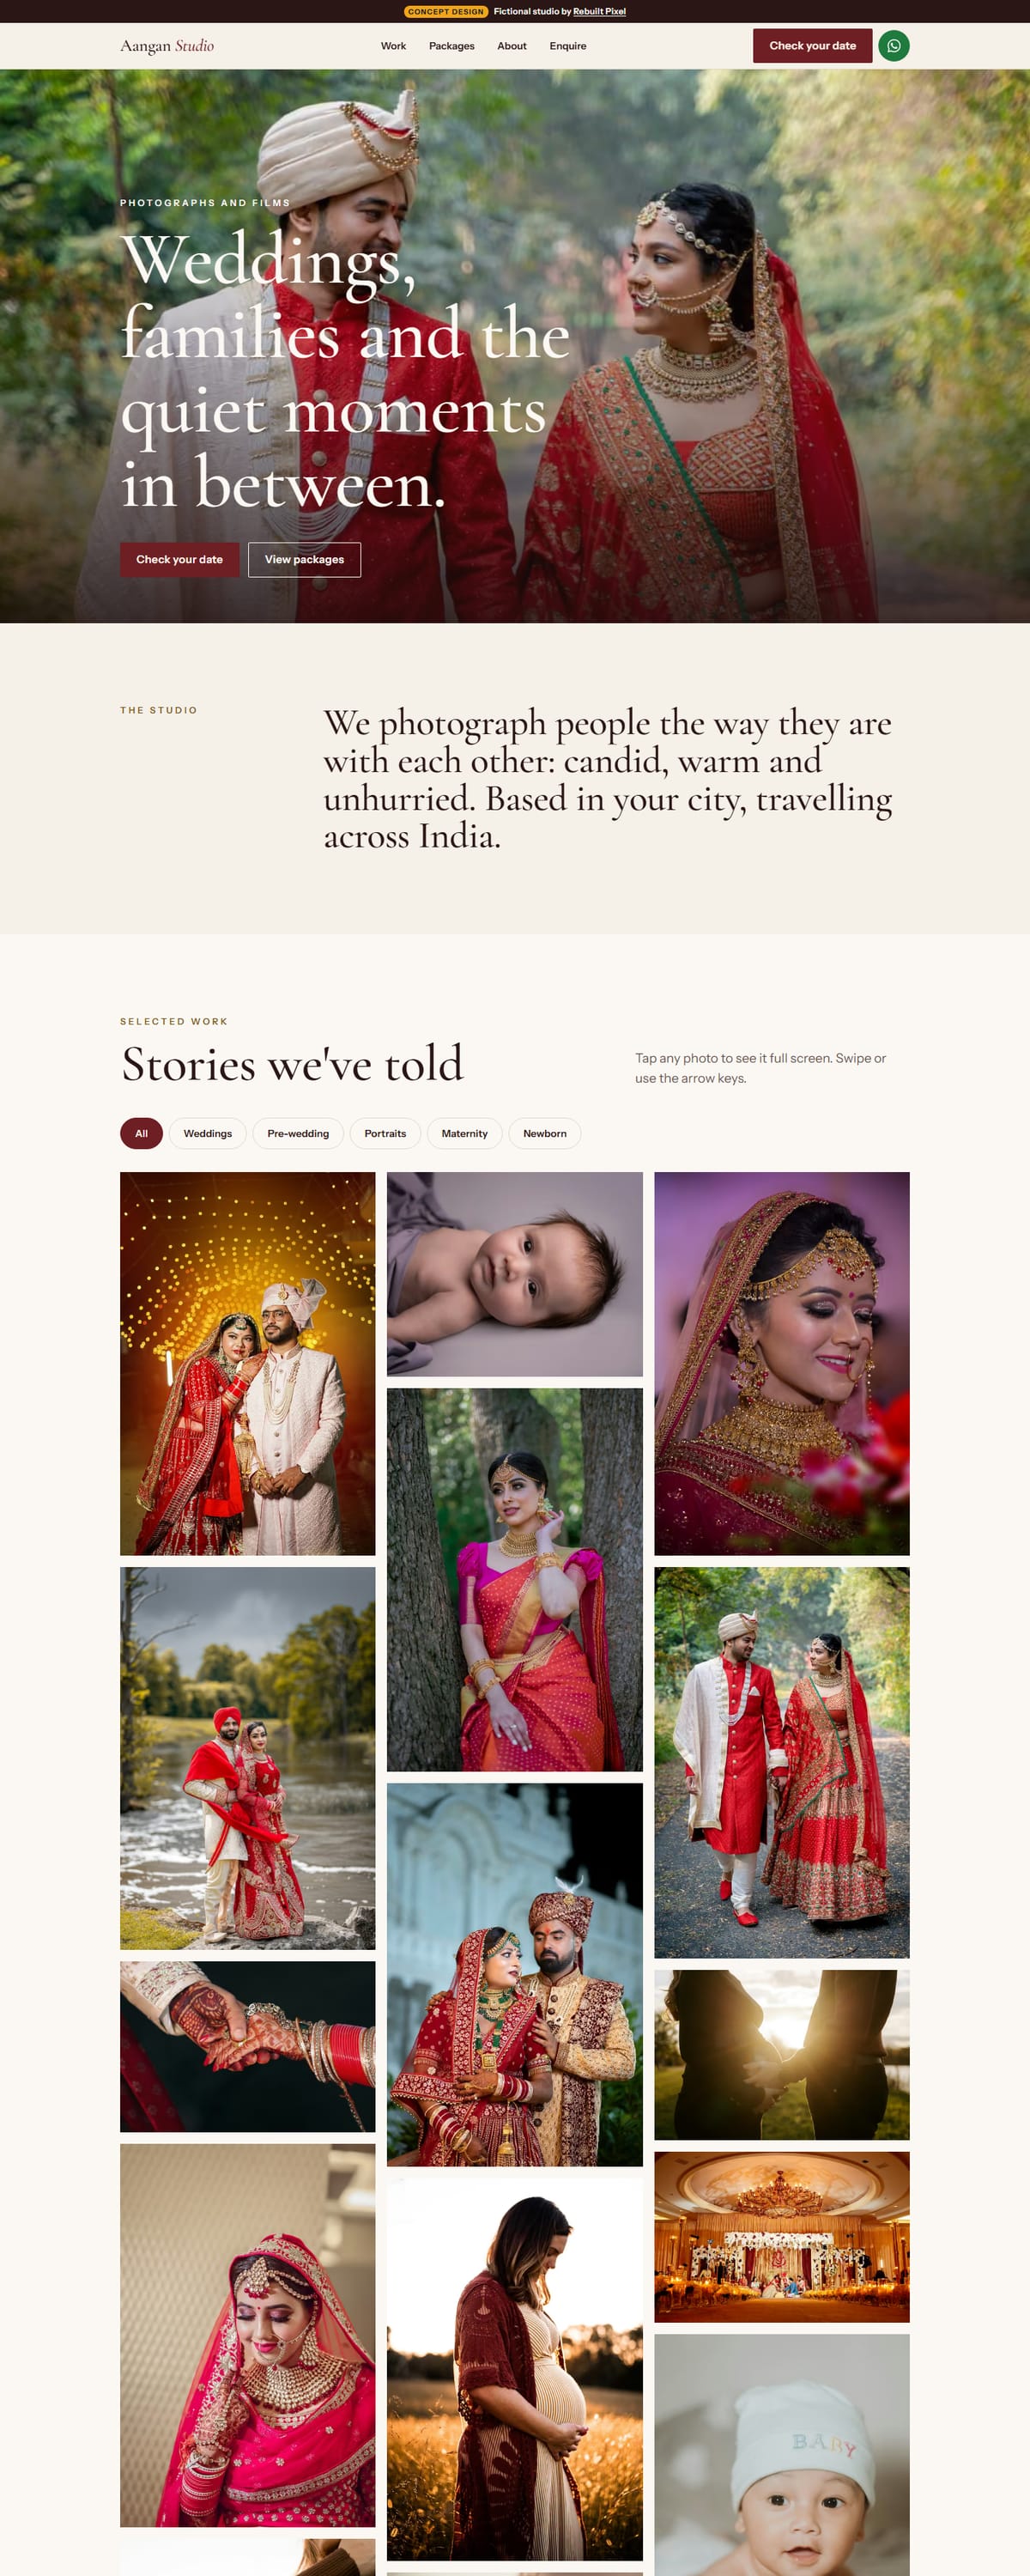 CONCEPT DESIGN Fictional studio by Rebuilt Pixel
Aangan Studio
Work Packages About Enquire
Check your date
PHOTOGRAPHS AND FILMS
Weddings,
families and the
quiet moments
in between.
Check your date View packages
THE STUDIO
We photograph people the way they are
with each other: candid, warm and
unhurried. Based in your city, travelling
across India.
SELECTED WORK
Stories we've told
Tap any photo to see it full screen. Swipe or
use the arrow keys.
All Weddings Pre-wedding Portraits Maternity Newborn
BABY